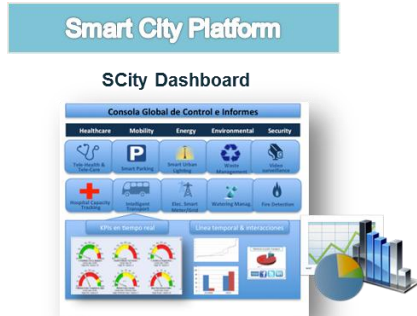 Smart City Platform
SCity Dashboard
Consola Global de Control e Informes
Healthcare Mobility Energy Environmental Security
Tele-Health & Tele-Care
Smart Parking
Smart Urban Lighting
Waste Management
Video surveillance
Hospital Capacity Tracking
Intelligent Transport
Elec. Smart Meter/Grid
Watering Manag.
Fire Detection
KPIs en tiempo real
Linea temporal & interacciones